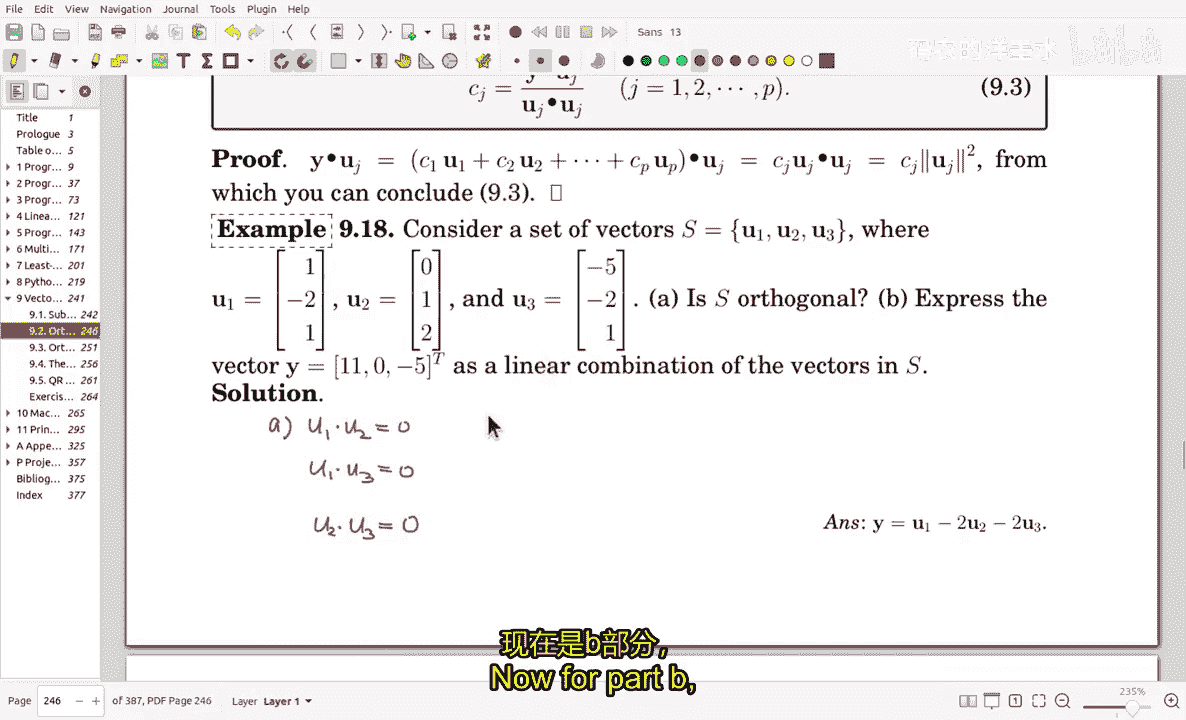 File Edit View Navigation Journal Tools Plugin Help
Sans 13
Title 1
Prologue 3
Table o... 5
1 Progr... 9
2 Progr... 37
3 Progr... 73
4 Linea... 121
5 Progr... 143
6 Multi... 171
7 Least-... 201
8 Pytho... 219
9 Vecto... 241
9.1. Sub... 242
9.2. Ort... 246
9.3. Ort... 251
9.4. The... 256
9.5. QR ... 261
Exercis... 264
10 Mac... 265
11 Prin... 295
A Appe... 325
P Proje... 357
Bibliog... 375
Index 377
c_j = y•u_j / u_j•u_j (j = 1, 2, ⋯ , p). (9.3)
Proof. y•u_j = (c_1 u_1 + c_2 u_2 + ⋯ + c_p u_p)•u_j = c_j u_j•u_j = c_j‖u_j‖², from
which you can conclude (9.3). □
Example 9.18. Consider a set of vectors S = {u_1, u_2, u_3}, where
u_1 = [1 −2 1], u_2 = [0 1 2], and u_3 = [−5 −2 1]. (a) Is S orthogonal? (b) Express the
vector y = [11, 0, −5]^T as a linear combination of the vectors in S.
Solution.
a) u_1 · u_2 = 0
u_1 · u_3 = 0
u_2 · u_3 = 0
Ans: y = u_1 − 2u_2 − 2u_3.
现在是b部分,
Now for part b,
Page 246 of 387, PDF Page 246 Layer Layer 1
235%